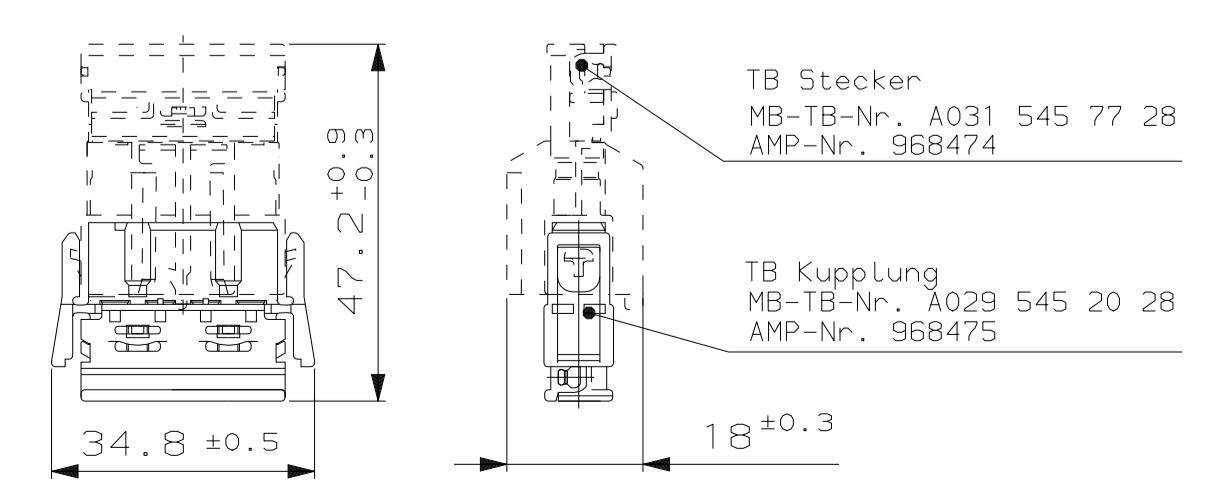 TB Stecker
MB-TB-Nr. A031 545 77 28
AMP-Nr. 968474
47.2 +0.9 -0.3
TB Kupplung
MB-TB-Nr. A029 545 20 28
AMP-Nr. 968475
34.8 ±0.5
18 ±0.3